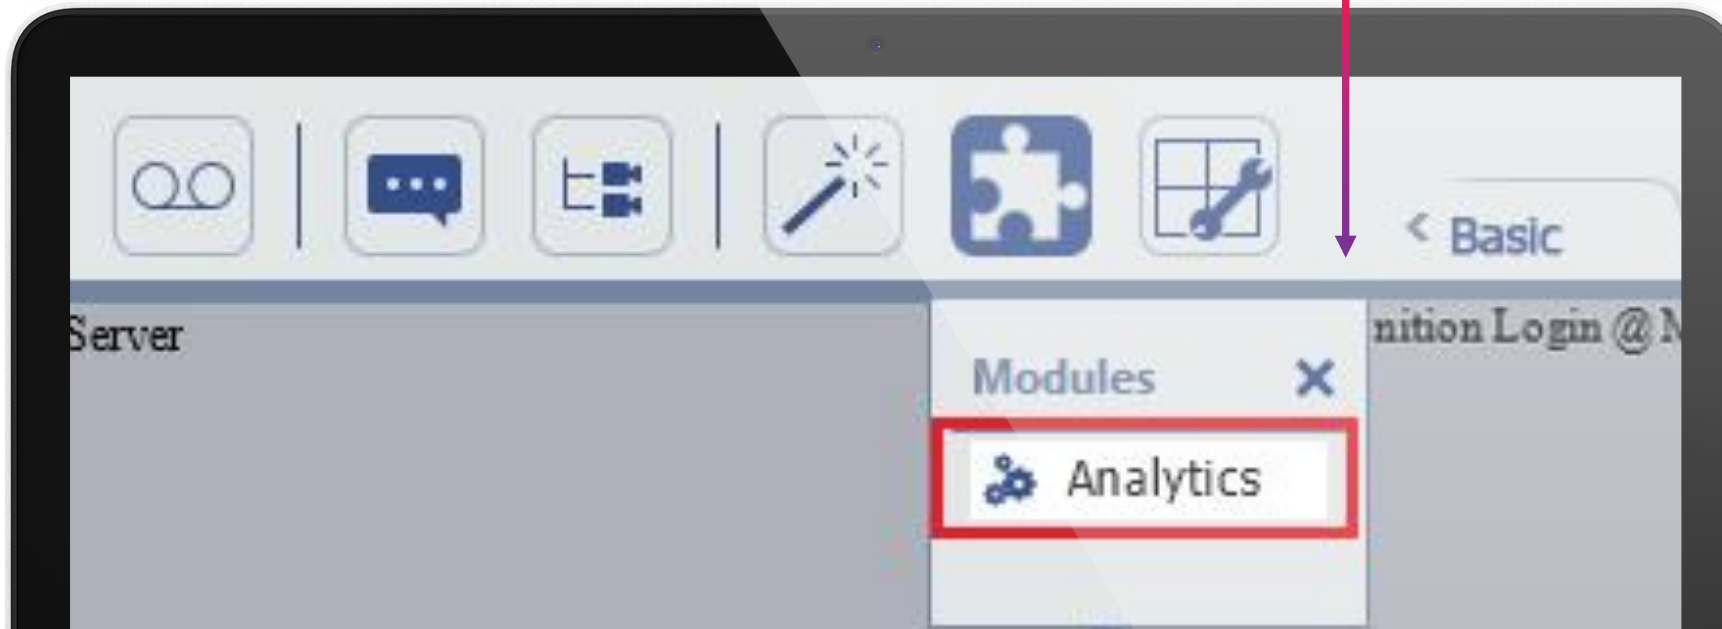 Basic
Server
nition Login @
Modules
Analytics